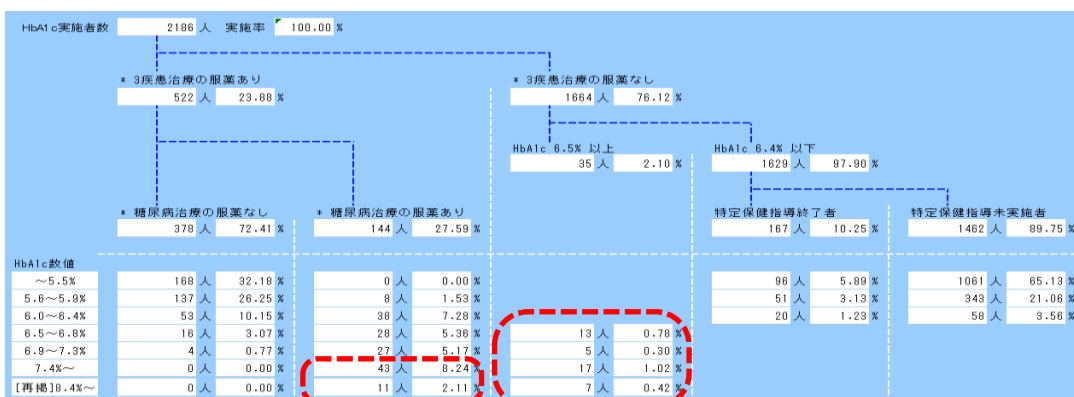 HbA1c実施者数 2186 人 実施率 100.00 %
* 3疾患治療の服薬あり * 3疾患治療の服薬なし
522 人 23.88 % 1664 人 76.12 %
HbA1c 6.5% 以上 HbA1c 6.4% 以下
35 人 2.10 % 1629 人 97.90 %
* 糖尿病治療の服薬なし * 糖尿病治療の服薬あり 特定保健指導終了者 特定保健指導未実施者
378 人 72.41 % 144 人 27.59 % 167 人 10.25 % 1462 人 89.75 %
HbA1c数値
～5.5% 168 人 32.18 % 0 人 0.00 % 96 人 5.89 % 1061 人 65.13 %
5.6～5.9% 137 人 26.25 % 8 人 1.53 % 51 人 3.13 % 343 人 21.06 %
6.0～6.4% 53 人 10.15 % 38 人 7.28 % 20 人 1.23 % 58 人 3.56 %
6.5～6.8% 16 人 3.07 % 28 人 5.36 % 13 人 0.78 %
6.9～7.3% 4 人 0.77 % 27 人 5.17 % 5 人 0.30 %
7.4%～ 0 人 0.00 % 43 人 8.24 % 17 人 1.02 %
[再掲]8.4%～ 0 人 0.00 % 11 人 2.11 % 7 人 0.42 %